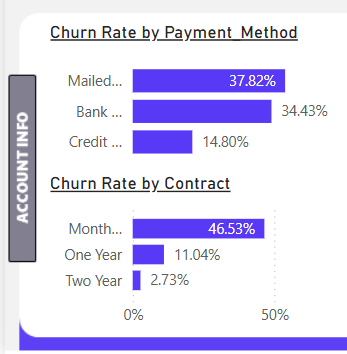 Churn Rate by Payment_Method
Mailed... 37.82%
Bank ... 34.43%
Credit ... 14.80%
ACCOUNT INFO
Churn Rate by Contract
Month... 46.53%
One Year 11.04%
Two Year 2.73%
0% 50%